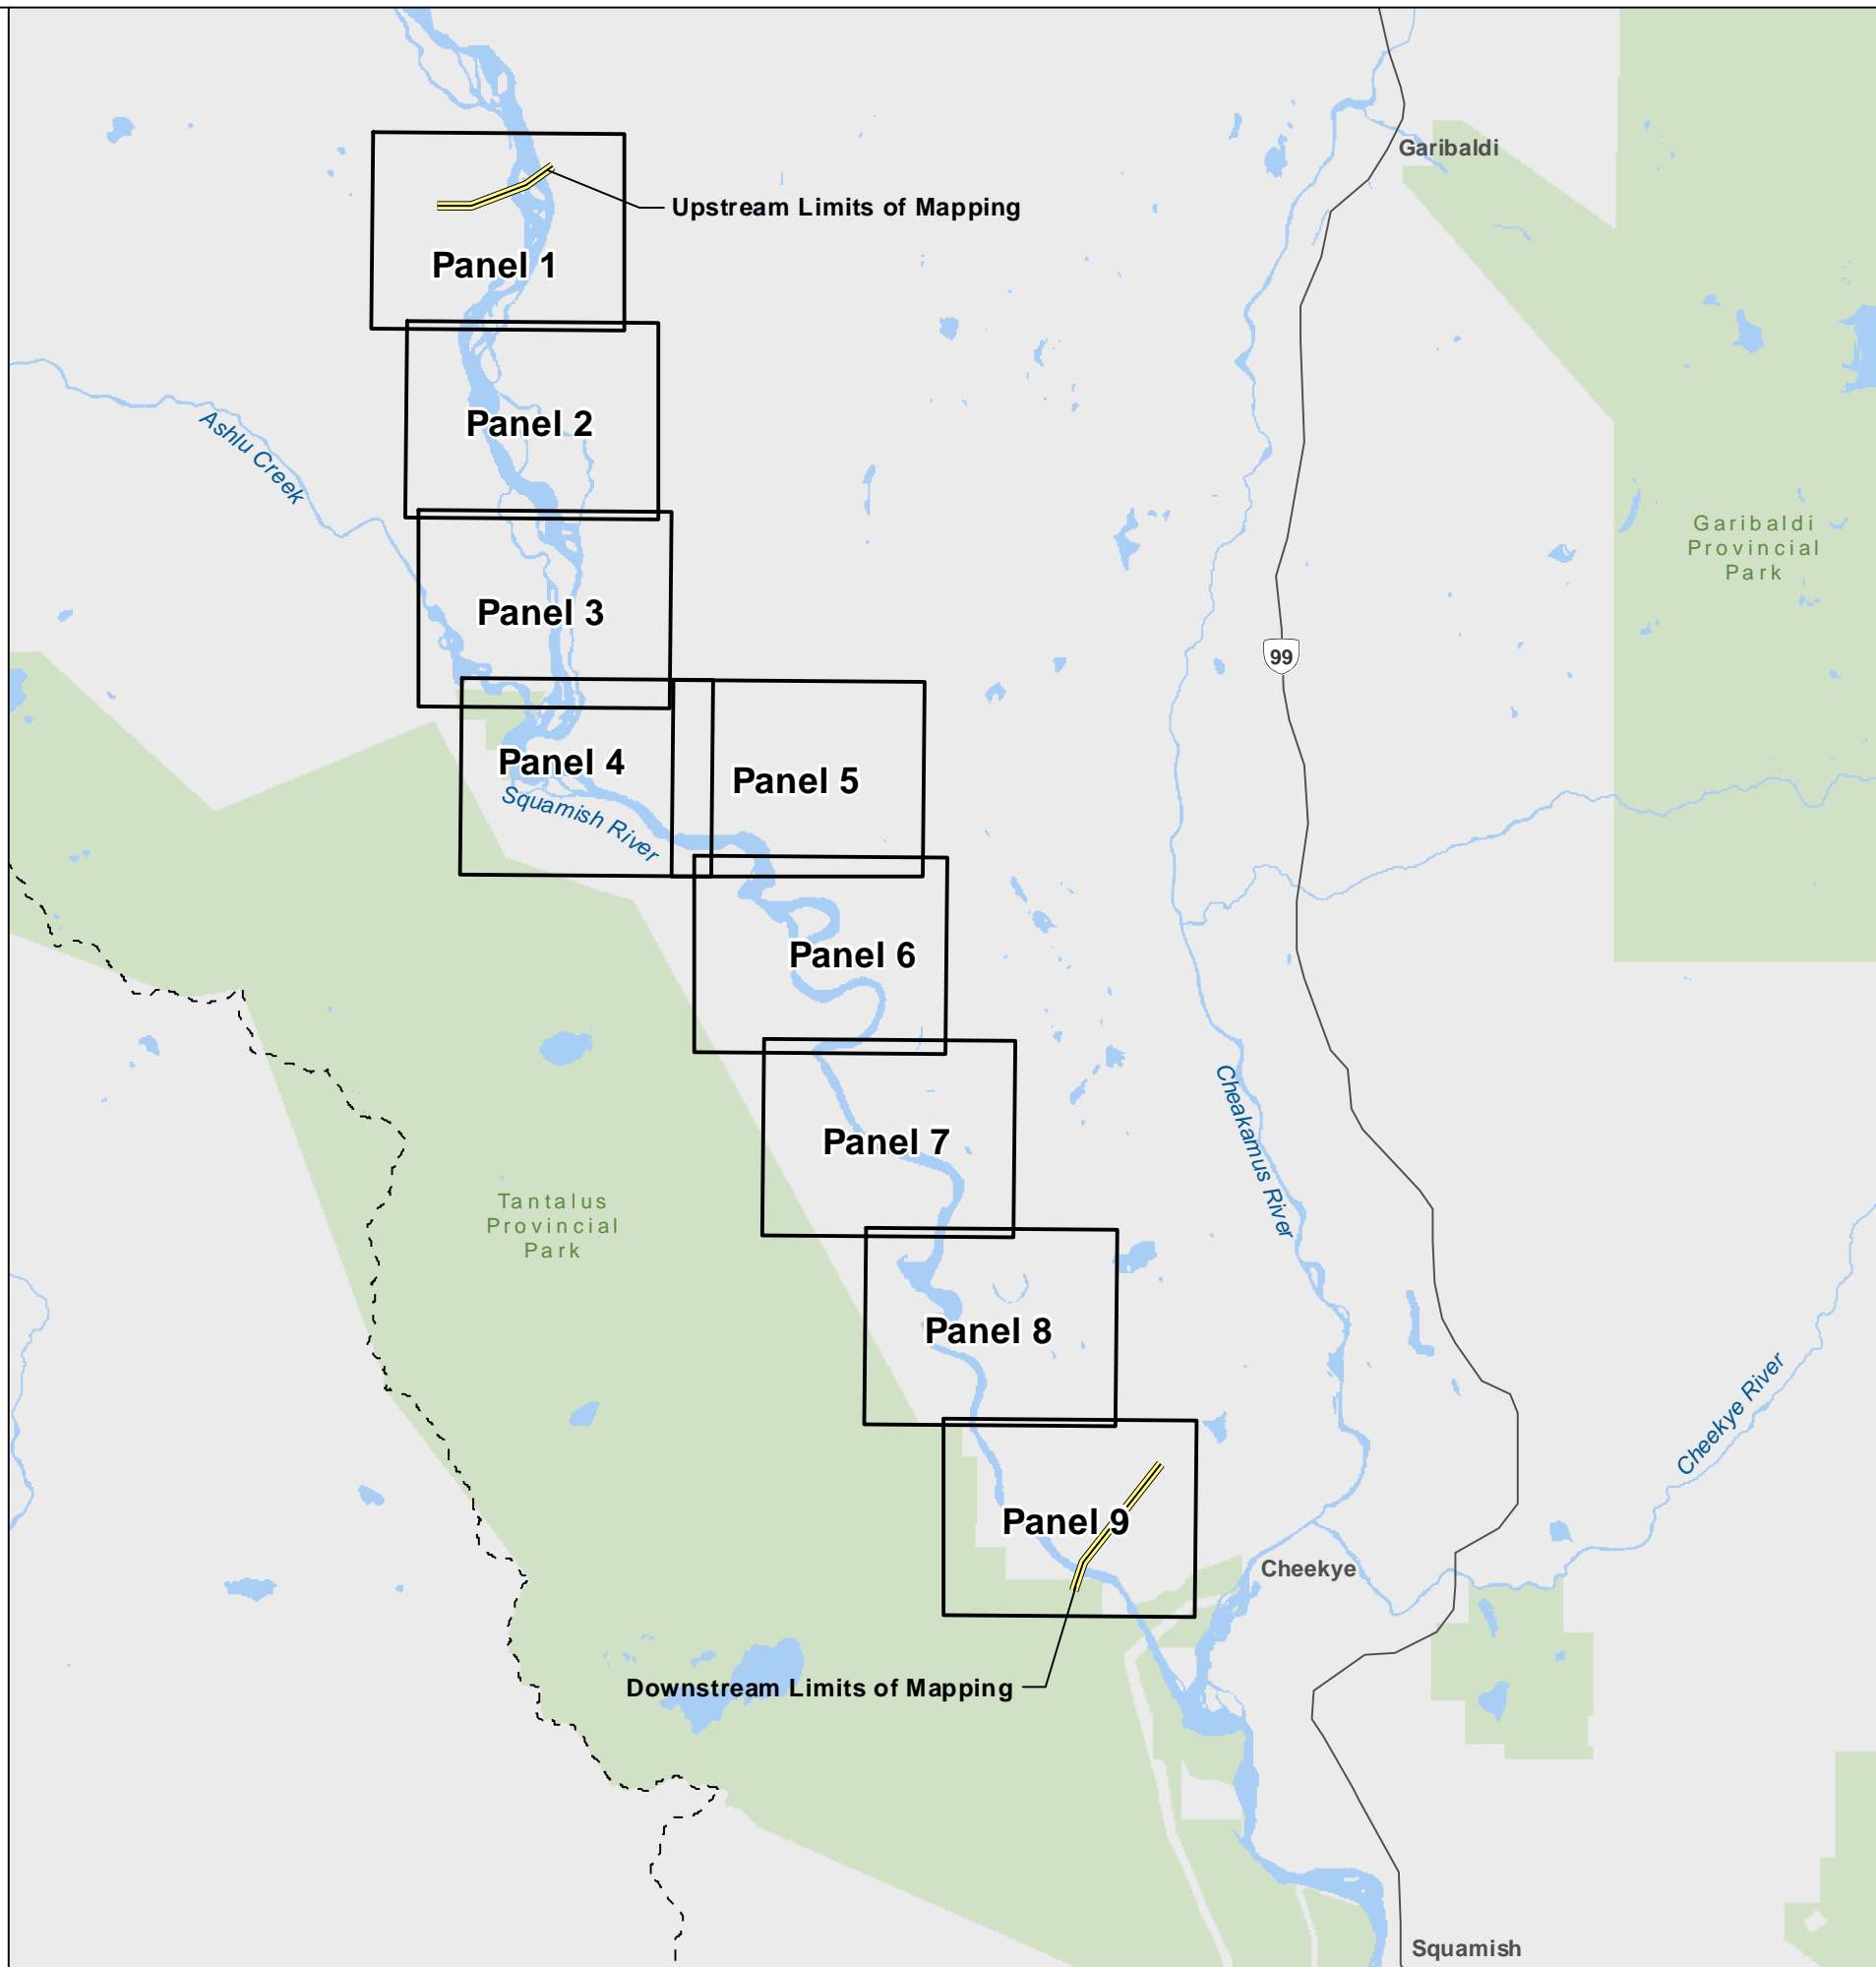 Garibaldi
Upstream Limits of Mapping
Panel 1
Panel 2
Ashlu Creek
Garibaldi
Provincial
Park
Panel 3
99
Panel 4
Panel 5
Squamish River
Panel 6
Cheakamus River
Panel 7
Tantalus
Provincial
Park
Panel 8
Cheekye River
Panel 9
Cheekye
Downstream Limits of Mapping
Squamish